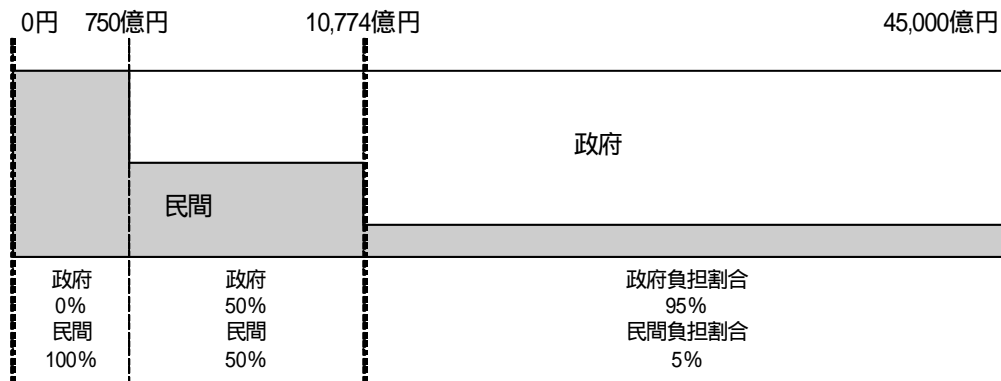 0円 750億円 10,774億円 45,000億円
政府
民間
政府 政府 政府負担割合
0% 50% 95%
民間 民間 民間負担割合
100% 50% 5%